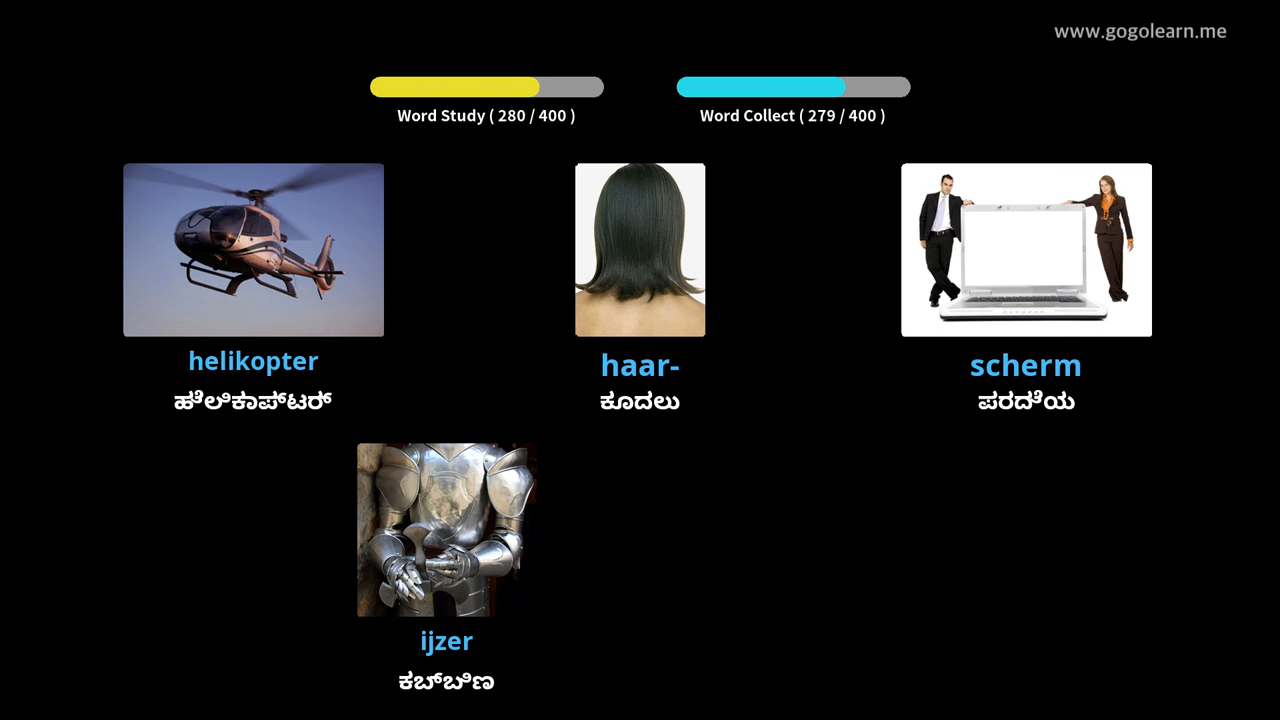 www.gogolearn.me
Word Study ( 280 / 400 )
Word Collect ( 279 / 400 )
helikopter
haar-
scherm
ಹೆಲಿಕಾಪ್ಟರ್
ಕೂದಲು
ಪರದೆಯ
ijzer
ಕಬ್ಬಿಣ